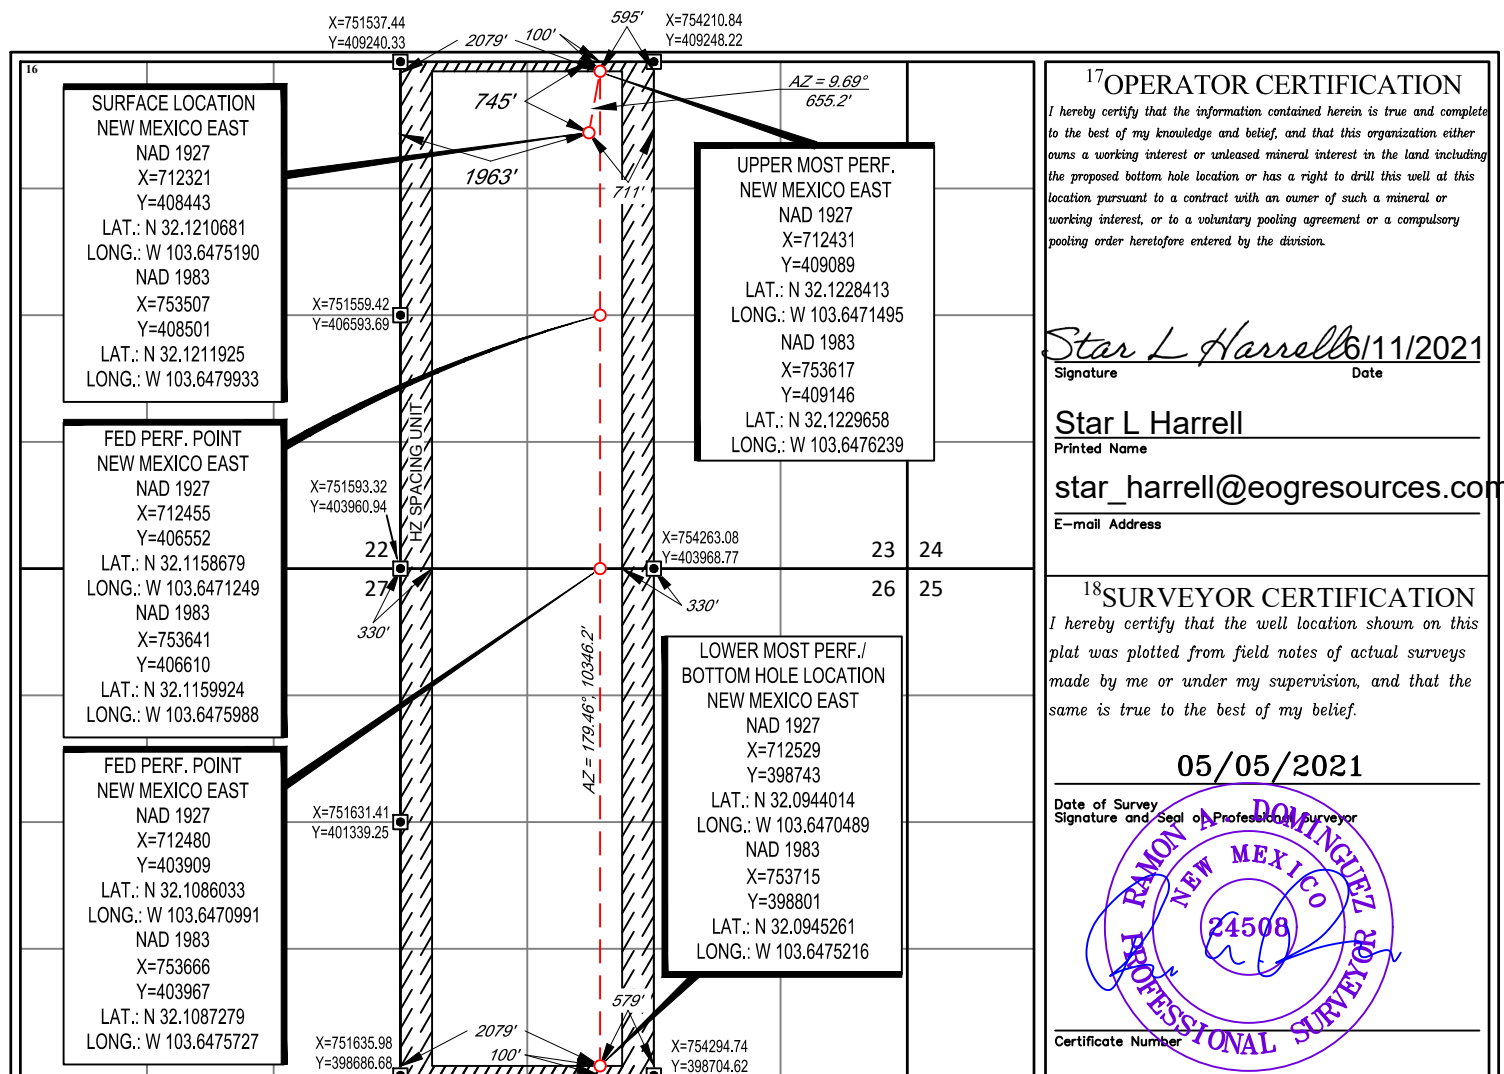 X=751537.44
Y=409240.33
2079'
100'
595'
X=754210.84
Y=409248.22
16
SURFACE LOCATION
NEW MEXICO EAST
NAD 1927
X=712321
Y=408443
LAT.: N 32.1210681
LONG.: W 103.6475190
NAD 1983
X=753507
Y=408501
LAT.: N 32.1211925
LONG.: W 103.6479933
745'
AZ = 9.69°
655.2'
1963'
711'
UPPER MOST PERF.
NEW MEXICO EAST
NAD 1927
X=712431
Y=409089
LAT.: N 32.1228413
LONG.: W 103.6471495
NAD 1983
X=753617
Y=409146
LAT.: N 32.1229658
LONG.: W 103.6476239
X=751559.42
Y=406593.69
FED PERF. POINT
NEW MEXICO EAST
NAD 1927
X=712455
Y=406552
LAT.: N 32.1158679
LONG.: W 103.6471249
NAD 1983
X=753641
Y=406610
LAT.: N 32.1159924
LONG.: W 103.6475988
HZ SPACING UNIT
X=751593.32
Y=403960.94
X=754263.08
Y=403968.77
22
27
23
24
26
25
330'
330'
AZ = 179.46°, 10346.2'
FED PERF. POINT
NEW MEXICO EAST
NAD 1927
X=712480
Y=403909
LAT.: N 32.1086033
LONG.: W 103.6470991
NAD 1983
X=753666
Y=403967
LAT.: N 32.1087279
LONG.: W 103.6475727
X=751631.41
Y=401339.25
LOWER MOST PERF./
BOTTOM HOLE LOCATION
NEW MEXICO EAST
NAD 1927
X=712529
Y=398743
LAT.: N 32.0944014
LONG.: W 103.6470489
NAD 1983
X=753715
Y=398801
LAT.: N 32.0945261
LONG.: W 103.6475216
X=751635.98
Y=398686.68
2079'
100'
579'
X=754294.74
Y=398704.62
17 OPERATOR CERTIFICATION
I hereby certify that the information contained herein is true and complete
to the best of my knowledge and belief, and that this organization either
owns a working interest or unleased mineral interest in the land including
the proposed bottom hole location or has a right to drill this well at this
location pursuant to a contract with an owner of such a mineral or
working interest, or to a voluntary pooling agreement or a compulsory
pooling order heretofore entered by the division.
Star L Harrell 6/11/2021
Signature Date
Star L Harrell
Printed Name
star_harrell@eogresources.com
E-mail Address
18 SURVEYOR CERTIFICATION
I hereby certify that the well location shown on this
plat was plotted from field notes of actual surveys
made by me or under my supervision, and that the
same is true to the best of my belief.
05/05/2021
Date of Survey
Signature and Seal of Professional Surveyor
RAMON A. DOMINGUEZ
NEW MEXICO
24508
PROFESSIONAL SURVEYOR
Certificate Number